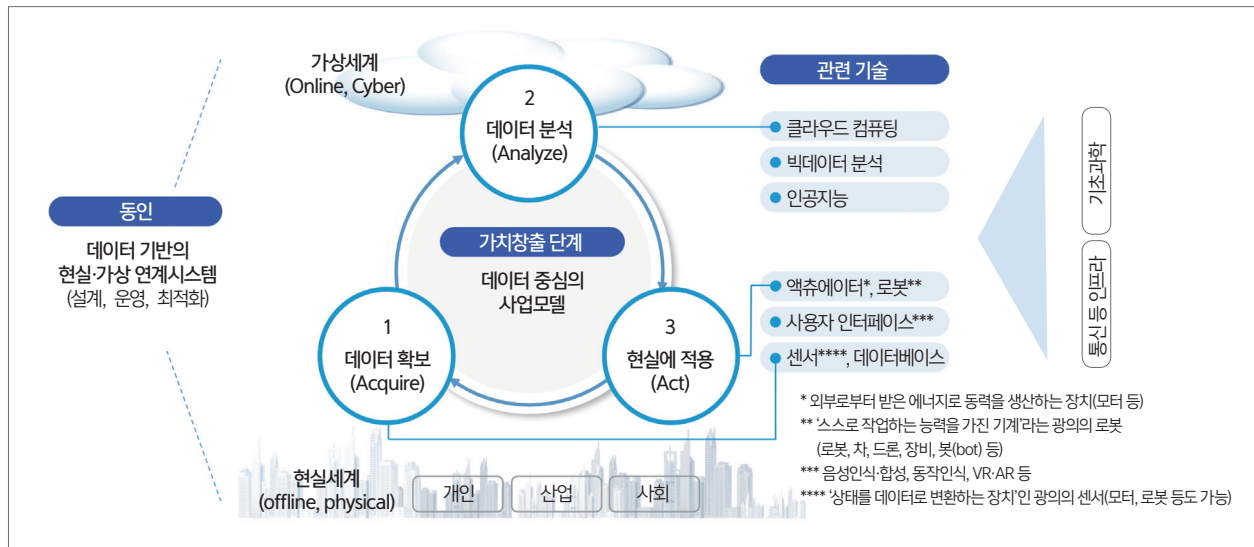 가상세계
(Online, Cyber)
2
데이터 분석
(Analyze)
동인
데이터 기반의
현실·가상 연계시스템
(설계, 운영, 최적화)
가치창출 단계
데이터 중심의
사업모델
1
데이터 확보
(Acquire)
3
현실에 적용
(Act)
현실세계
(offline, physical)
개인
산업
사회
관련 기술
클라우드 컴퓨팅
빅데이터 분석
인공지능
액츄에이터*, 로봇**
사용자 인터페이스***
센서****, 데이터베이스
기초과학
통신 등 인프라
* 외부로부터 받은 에너지로 동력을 생산하는 장치(모터 등)
** ‘스스로 작업하는 능력을 가진 기계’라는 광의의 로봇
(로봇, 차, 드론, 장비, 봇(bot) 등)
*** 음성인식·합성, 동작인식, VR·AR 등
**** ‘상태를 데이터로 변환하는 장치’인 광의의 센서(모터, 로봇 등도 가능)